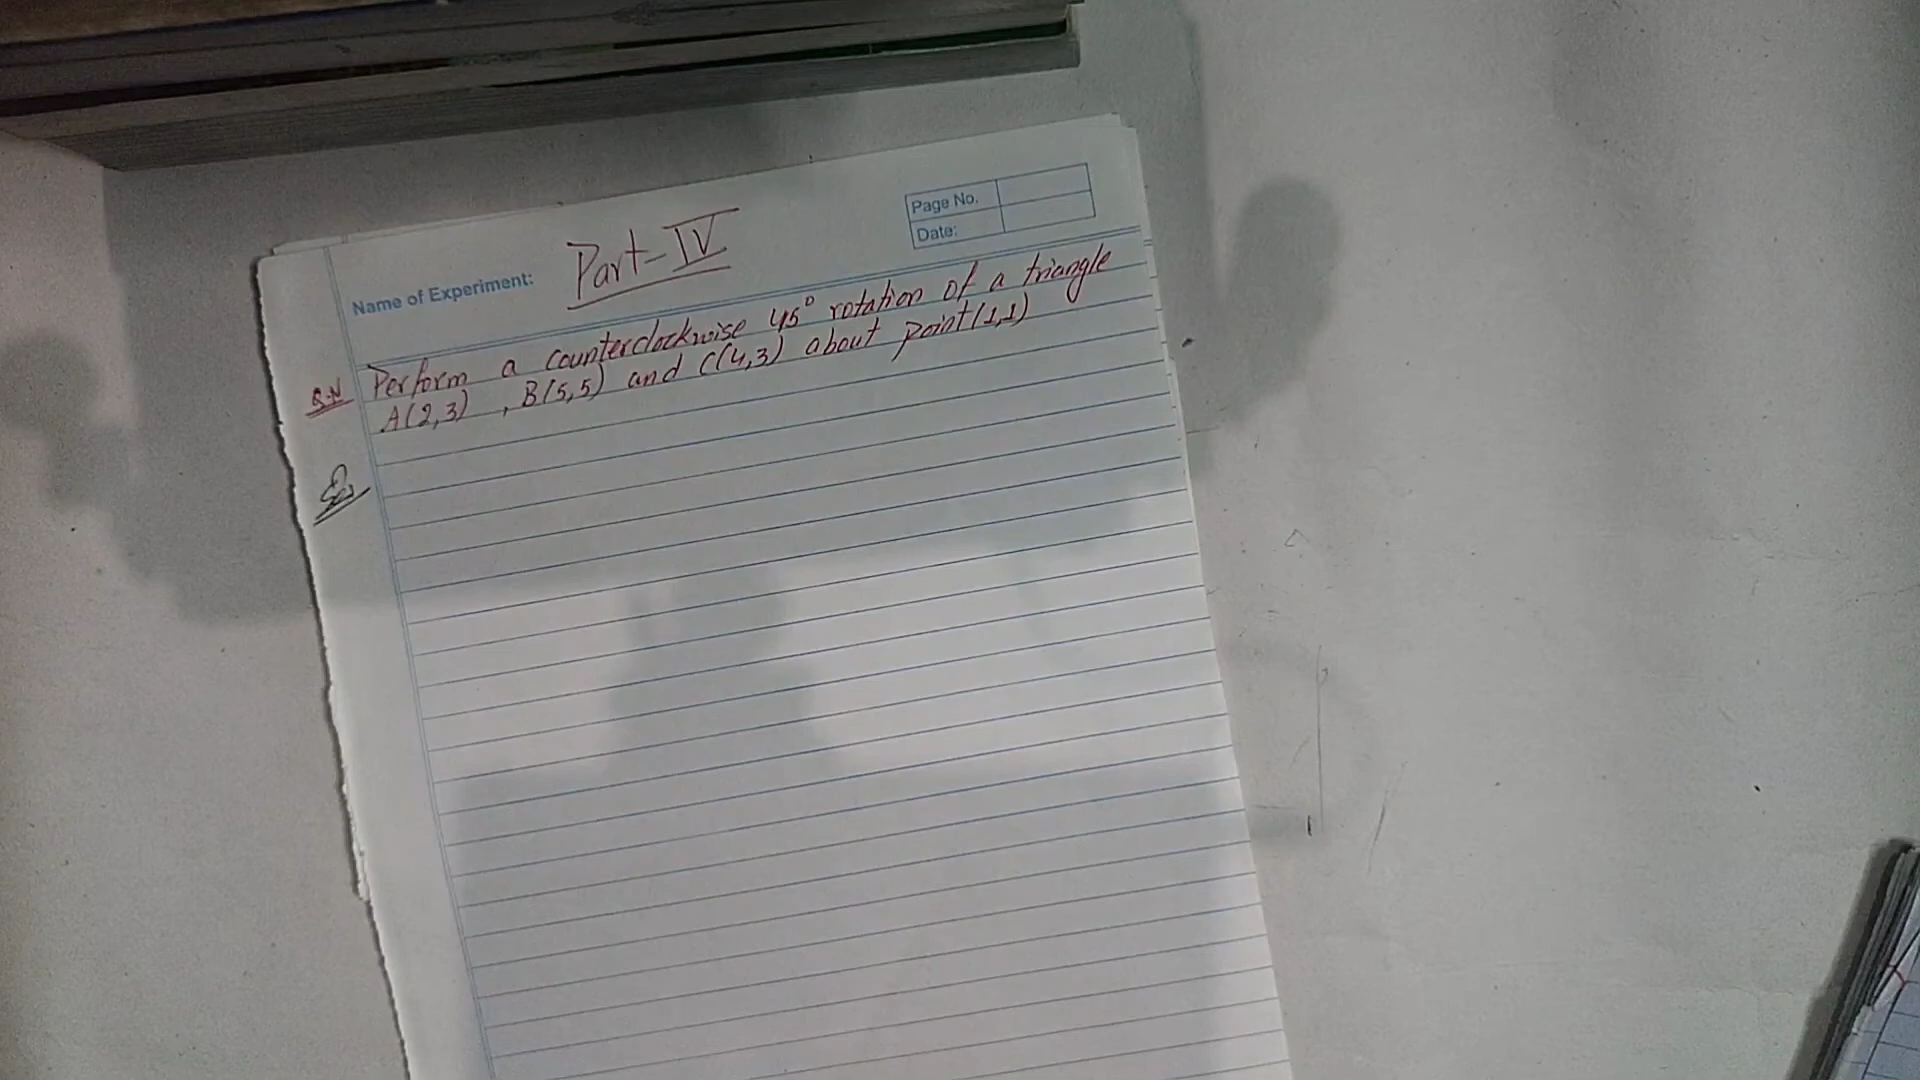 Page No.
Date:
Name of Experiment: Part-IV
Q.N Perform a counterclockwise 45° rotation of a triangle
A(2,3), B(5,5) and C(4,3) about point (1,1)